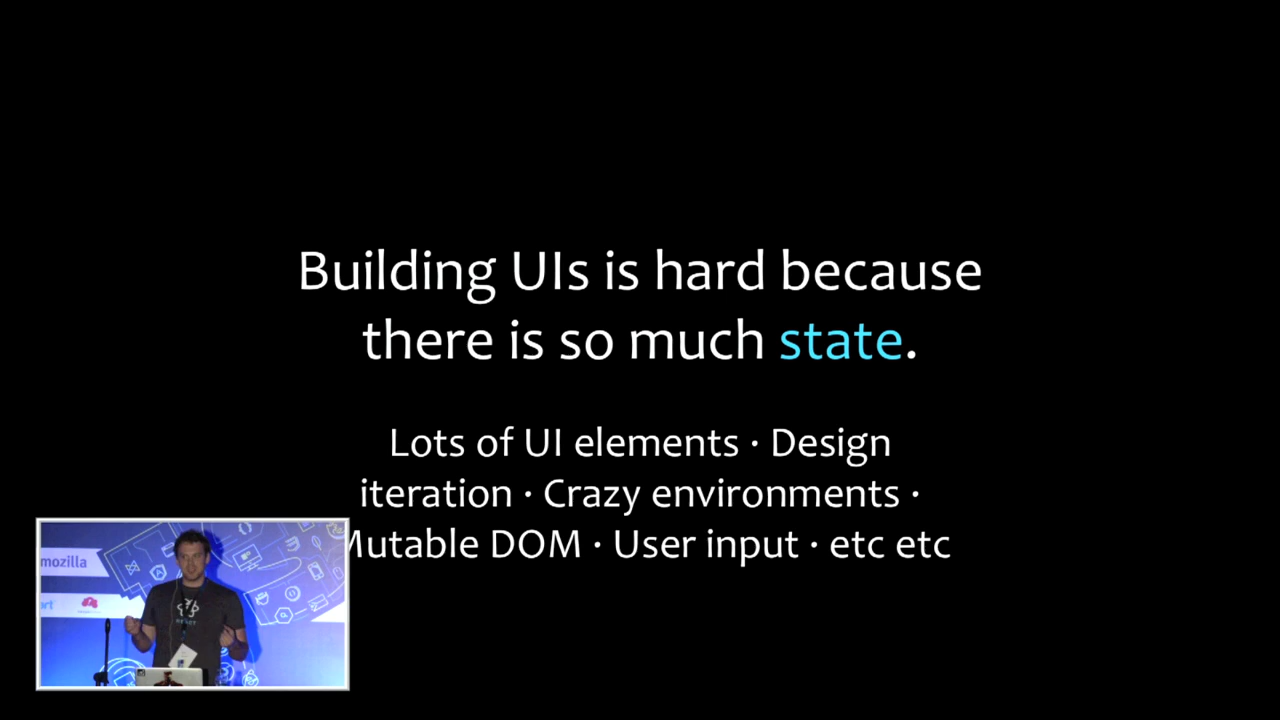 Building UIs is hard because
there is so much state.
Lots of UI elements · Design
iteration · Crazy environments ·
Mutable DOM · User input · etc etc
mozilla